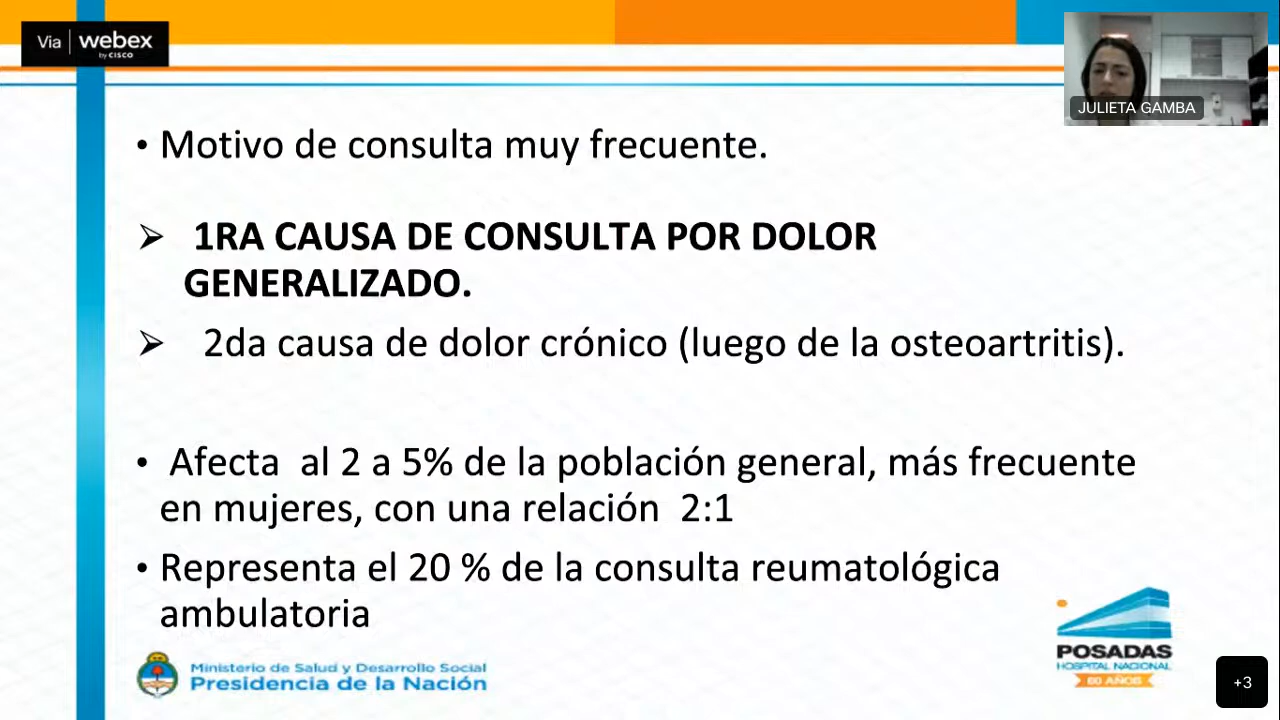 Via webex
by CISCO
JULIETA GAMBA
• Motivo de consulta muy frecuente.
➢ 1RA CAUSA DE CONSULTA POR DOLOR
GENERALIZADO.
➢ 2da causa de dolor crónico (luego de la osteoartritis).
• Afecta al 2 a 5% de la población general, más frecuente
en mujeres, con una relación 2:1
• Representa el 20 % de la consulta reumatológica
ambulatoria
Ministerio de Salud y Desarrollo Social
Presidencia de la Nación
POSADAS
HOSPITAL NACIONAL
60 AÑOS
+3